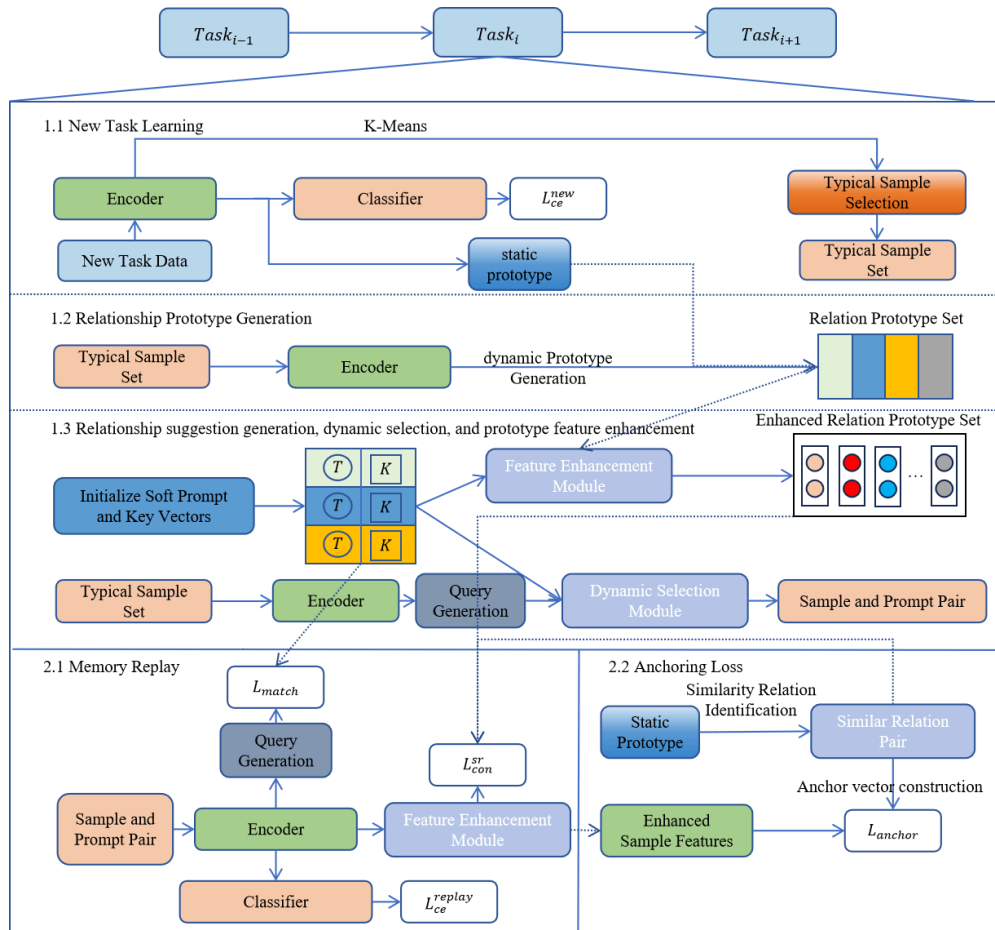 Task_{i-1}
Task_i
Task_{i+1}
1.1 New Task Learning
K-Means
Encoder
Classifier
L_{ce}^{new}
Typical Sample
Selection
New Task Data
static
prototype
Typical Sample
Set
1.2 Relationship Prototype Generation
Relation Prototype Set
Typical Sample
Set
Encoder
dynamic Prototype
Generation
1.3 Relationship suggestion generation, dynamic selection, and prototype feature enhancement
Enhanced Relation Prototype Set
T
K
Feature Enhancement
Module
...
Initialize Soft Prompt
and Key Vectors
T
K
T
K
Typical Sample
Set
Encoder
Query
Generation
Dynamic Selection
Module
Sample and Prompt Pair
2.1 Memory Replay
L_{match}
Query
Generation
L_{con}^{sr}
Sample and
Prompt Pair
Encoder
Feature Enhancement
Module
Classifier
L_{ce}^{replay}
2.2 Anchoring Loss
Similarity Relation
Identification
Static
Prototype
Similar Relation
Pair
Anchor vector construction
Enhanced
Sample Features
L_{anchor}